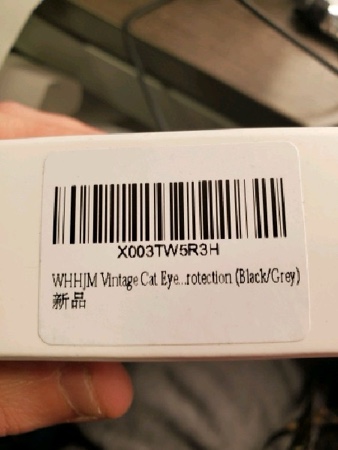 X003TW5R3H
WHHJM Vintage Cat Eye...rotection (Black/Grey)
新品